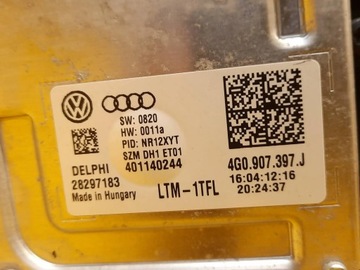 SW: 0820
HW: 0011a
PID: NR12XYT
SZM DH1 ET01
DELPHI 401140244
28297183
Made in Hungary
LTM-1TFL
4G0.907.397.J
16:04:12:16
20:24:37